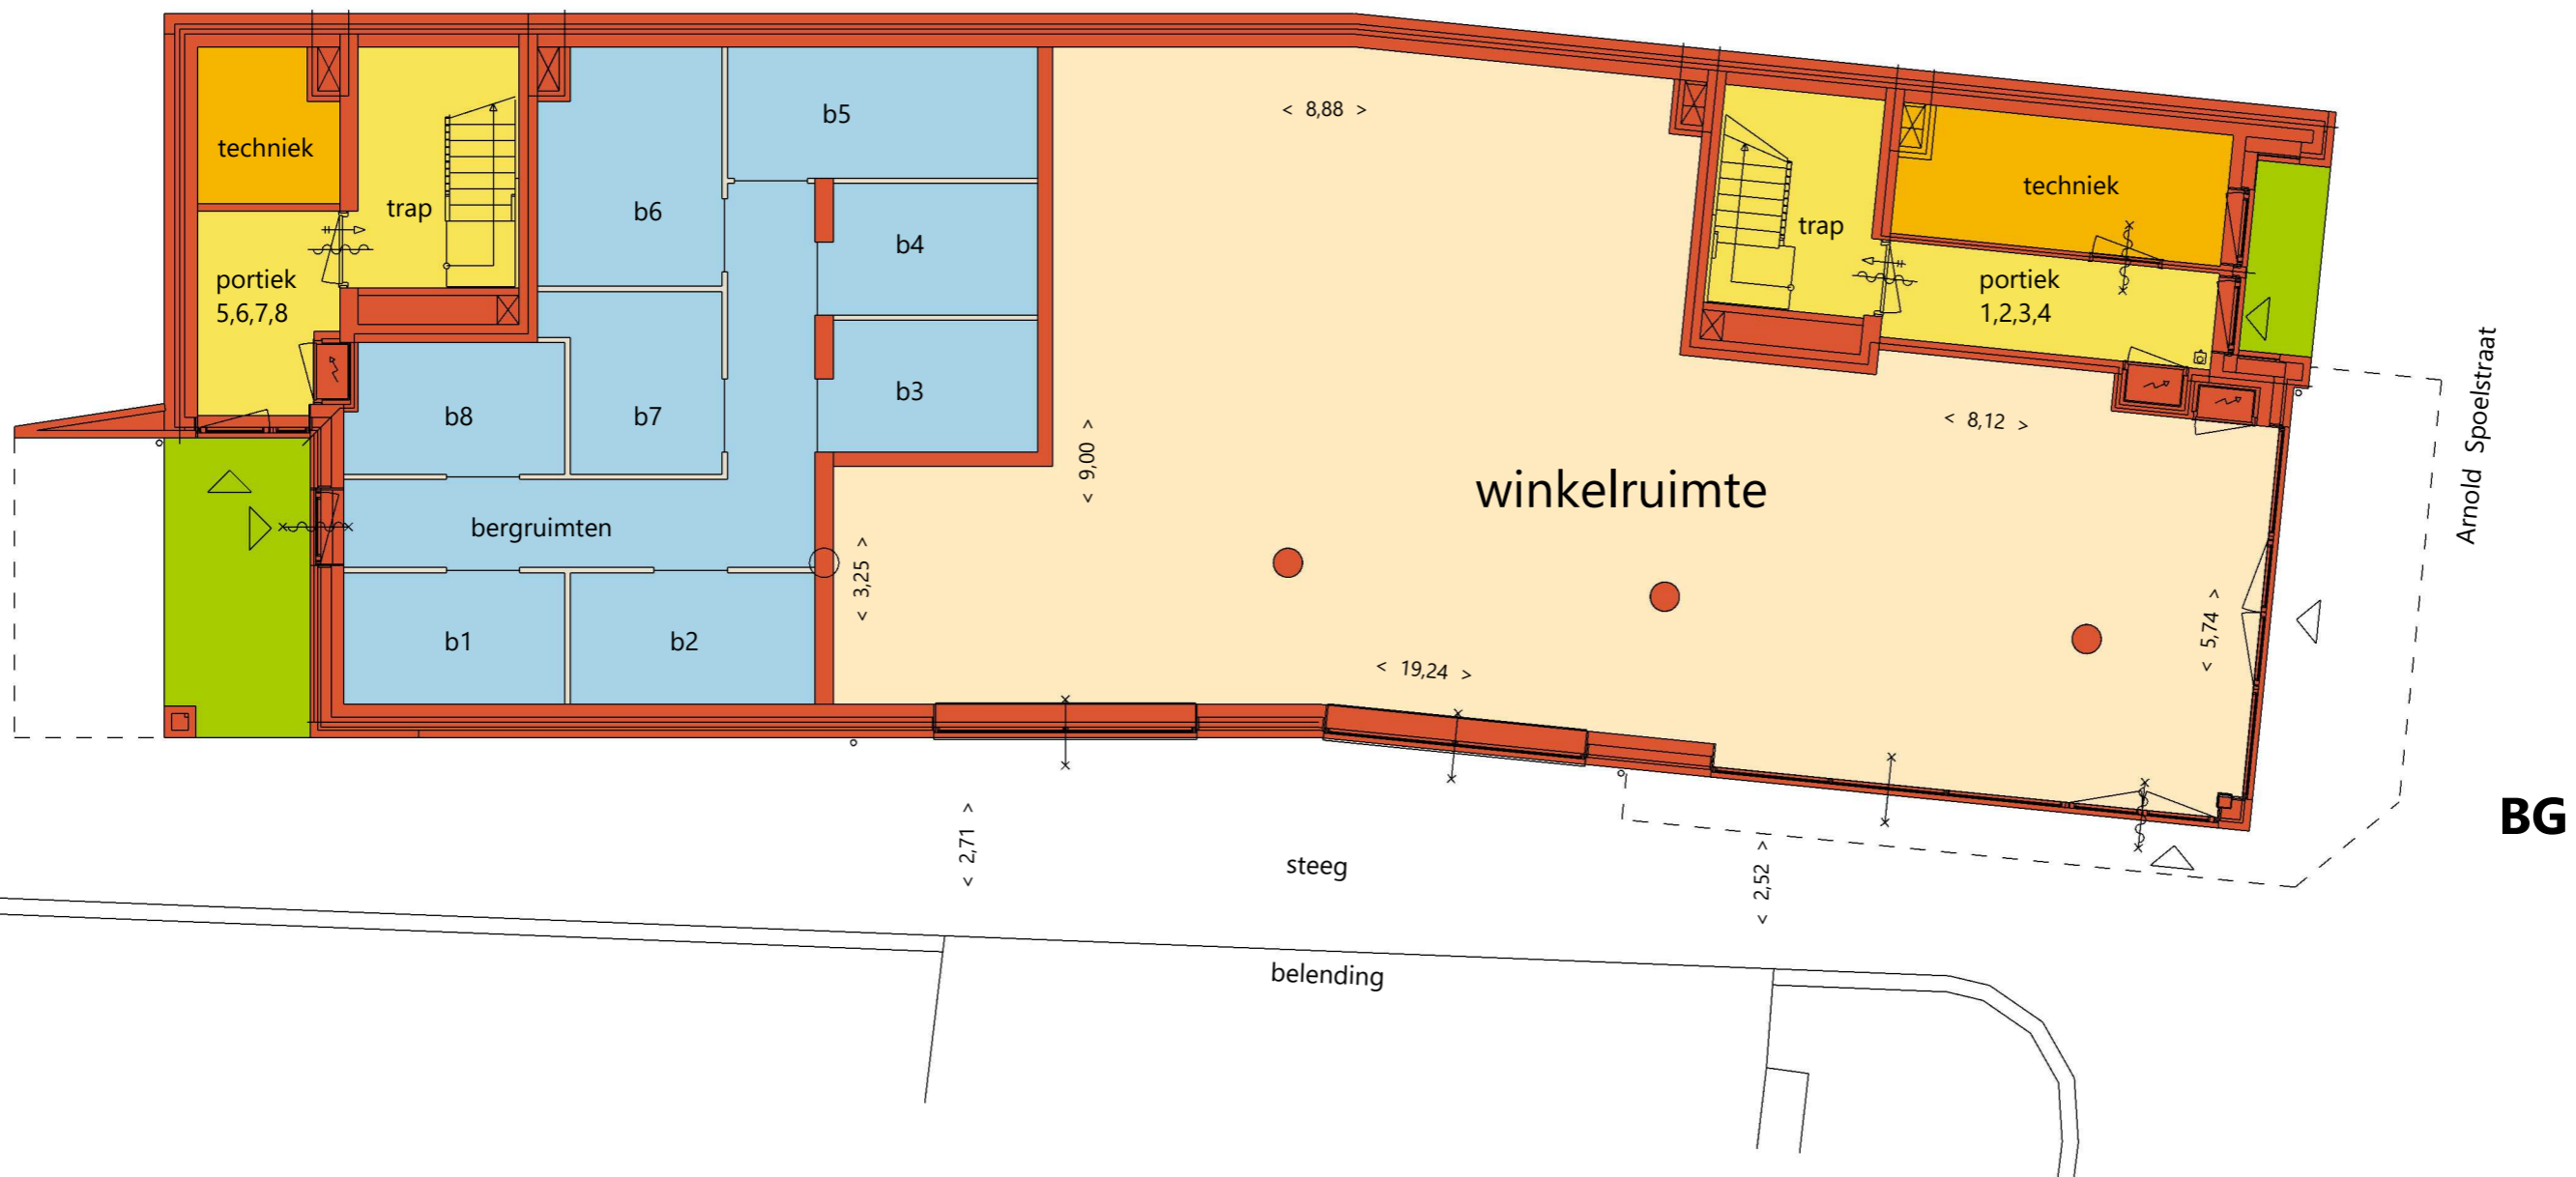 b5
< 8,88 >
techniek
techniek
b6
trap
trap
b4
portiek
5,6,7,8
portiek
1,2,3,4
b3
b8
b7
< 9,00 >
< 8,12 >
Arnold Spoelstraat
winkelruimte
bergruimten
< 3,25 >
b1
b2
< 5,74 >
< 19,24 >
BG
< 2,71 >
steeg
< 2,52 >
belending